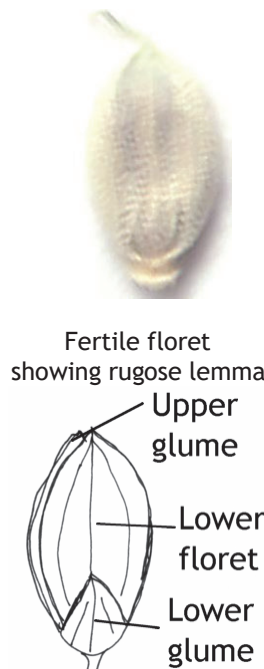 Fertile floret
showing rugose lemma
Upper
glume
Lower
floret
Lower
glume